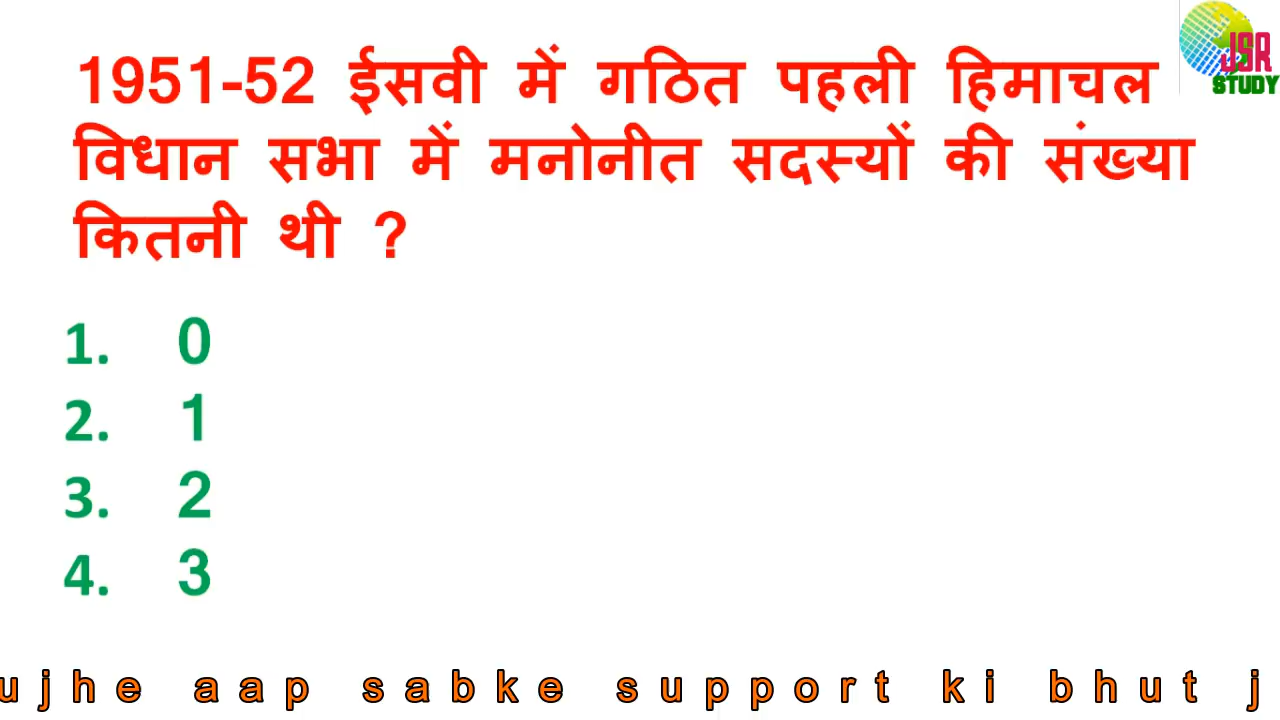 JSR
STUDY
1951-52 ईसवी में गठित पहली हिमाचल
विधान सभा में मनोनीत सदस्यों की संख्या
कितनी थी ?
1. 0
2. 1
3. 2
4. 3
ujhe aap sabke support ki bhut j